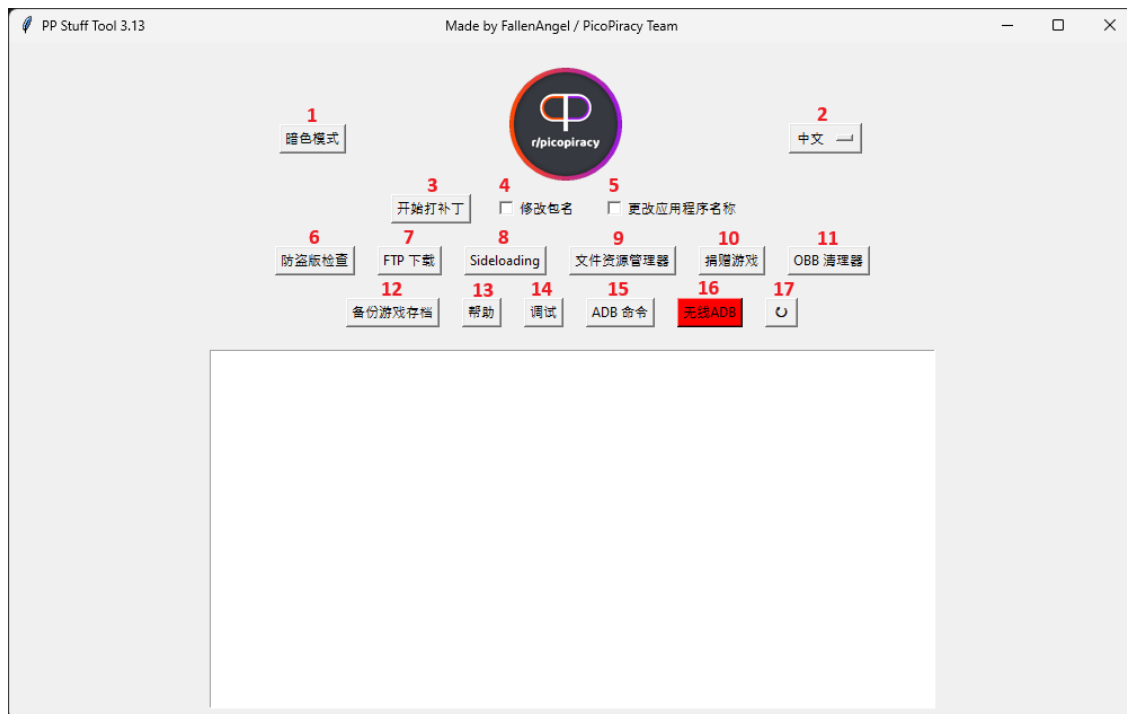 PP Stuff Tool 3.13 Made by FallenAngel / PicoPiracy Team
r/picopiracy
1 2
暗色模式 中文
3 4 5
开始打补丁 修改包名 更改应用程序名称
6 7 8 9 10 11
防盗版检查 FTP 下载 Sideloading 文件资源管理器 捐赠游戏 OBB 清理器
12 13 14 15 16 17
备份游戏存档 帮助 调试 ADB 命令 无线ADB ↻